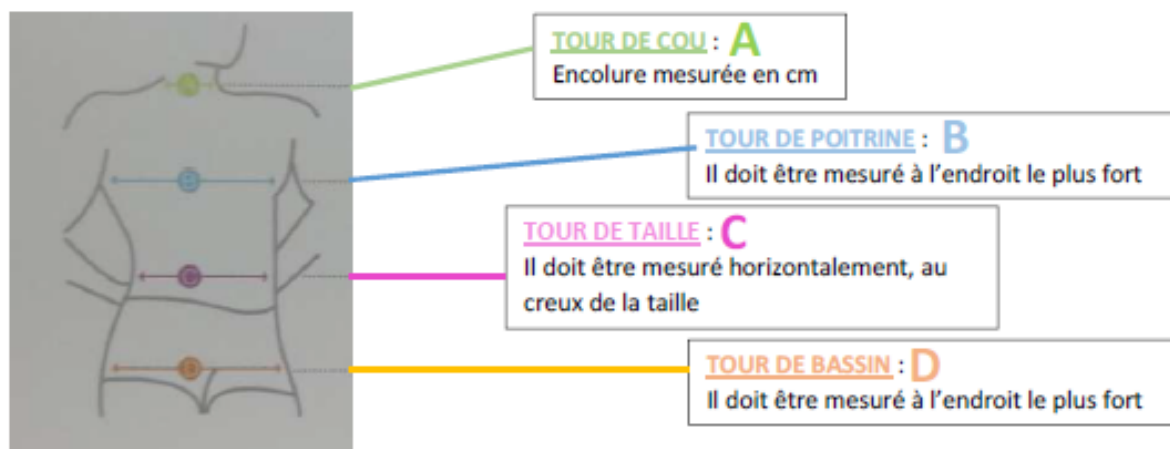 TOUR DE COU : A
Encolure mesurée en cm
TOUR DE POITRINE : B
Il doit être mesuré à l'endroit le plus fort
TOUR DE TAILLE : C
Il doit être mesuré horizontalement, au
creux de la taille
TOUR DE BASSIN : D
Il doit être mesuré à l'endroit le plus fort